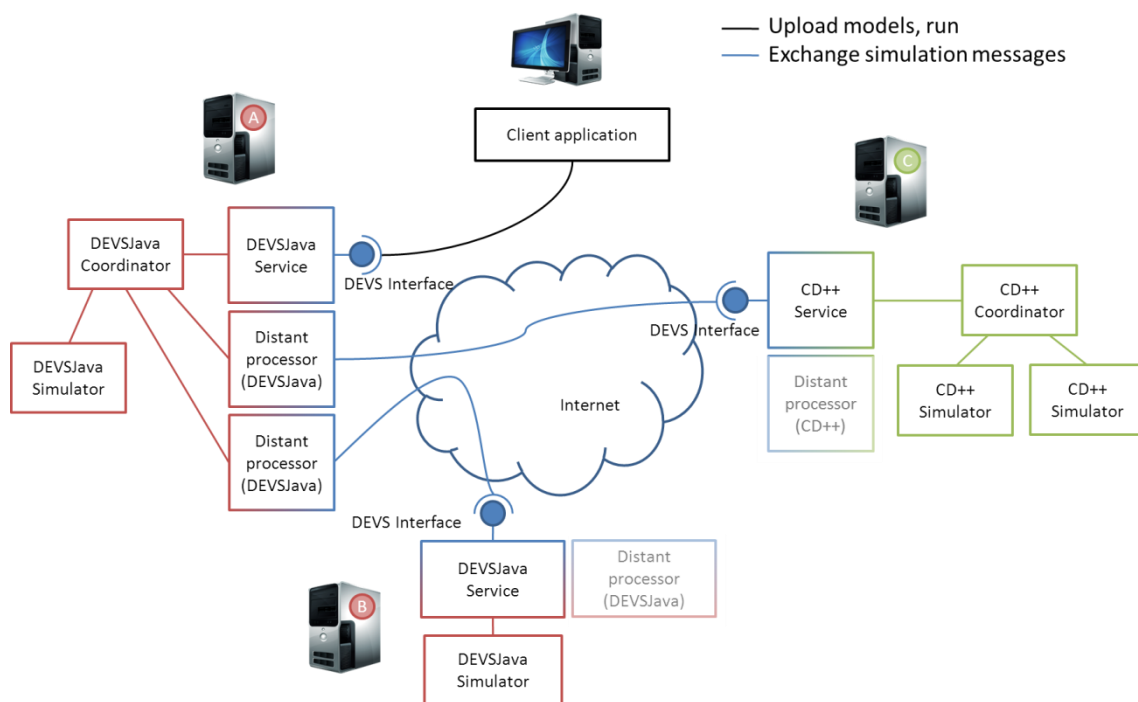 Upload models, run
Exchange simulation messages
A
Client application
C
DEVSJava
Coordinator
DEVSJava
Service
DEVS Interface
DEVSJava
Simulator
Distant
processor
(DEVSJava)
Distant
processor
(DEVSJava)
Internet
DEVS Interface
CD++
Service
CD++
Coordinator
Distant
processor
(CD++)
CD++
Simulator
CD++
Simulator
DEVS Interface
B
DEVSJava
Service
Distant
processor
(DEVSJava)
DEVSJava
Simulator